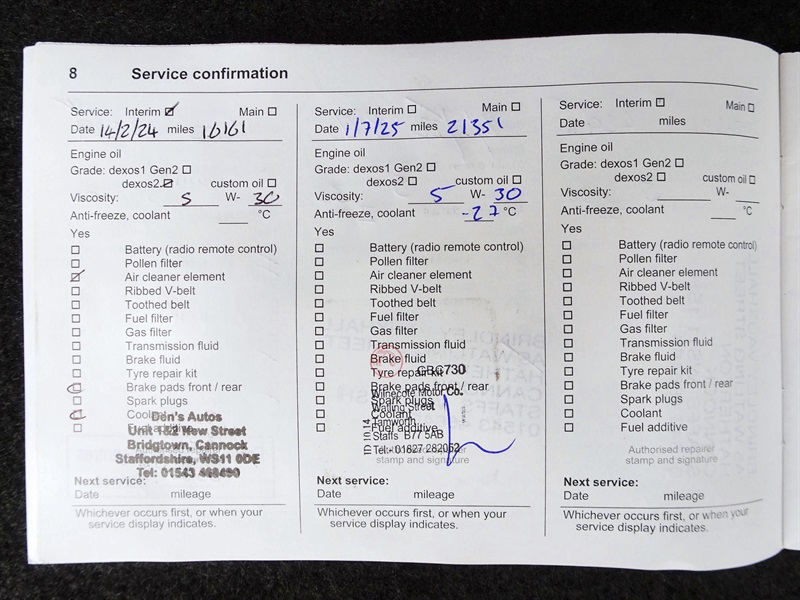 8 Service confirmation
Service: Interim Main
Date 14/2/24 miles 16161
Engine oil
Grade: dexos1 Gen2
dexos2 custom oil
Viscosity: 5 W- 30
Anti-freeze, coolant °C
Yes
Battery (radio remote control)
Pollen filter
Air cleaner element
Ribbed V-belt
Toothed belt
Fuel filter
Gas filter
Transmission fluid
Brake fluid
Tyre repair kit
Brake pads front / rear
Spark plugs
Coolant
Fuel additive
Den's Autos
Unit 1 82 New Street
Bridgtown, Cannock
Staffordshire, WS11 0DE
Tel: 01543
Next service:
Date mileage
Whichever occurs first, or when your
service display indicates.
Service: Interim Main
Date 1/7/25 miles 21351
Engine oil
Grade: dexos1 Gen2
dexos2 custom oil
Viscosity: 5 W- 30
Anti-freeze, coolant -27 °C
Yes
Battery (radio remote control)
Pollen filter
Air cleaner element
Ribbed V-belt
Toothed belt
Fuel filter
Gas filter
Transmission fluid
Brake fluid
Tyre repair kit
Brake pads front / rear
Spark plugs
Coolant
Fuel additive
GBG730
Wilnecote Motor Co.
Watling Street
Tamworth
Staffs B77 5AB
Tel:- 01827 282052
stamp and signature
Next service:
Date mileage
Whichever occurs first, or when your
service display indicates.
Service: Interim Main
Date miles
Engine oil
Grade: dexos1 Gen2
dexos2 custom oil
Viscosity: W-
Anti-freeze, coolant °C
Yes
Battery (radio remote control)
Pollen filter
Air cleaner element
Ribbed V-belt
Toothed belt
Fuel filter
Gas filter
Transmission fluid
Brake fluid
Tyre repair kit
Brake pads front / rear
Spark plugs
Coolant
Fuel additive
Authorised repairer
stamp and signature
Next service:
Date mileage
Whichever occurs first, or when your
service display indicates.